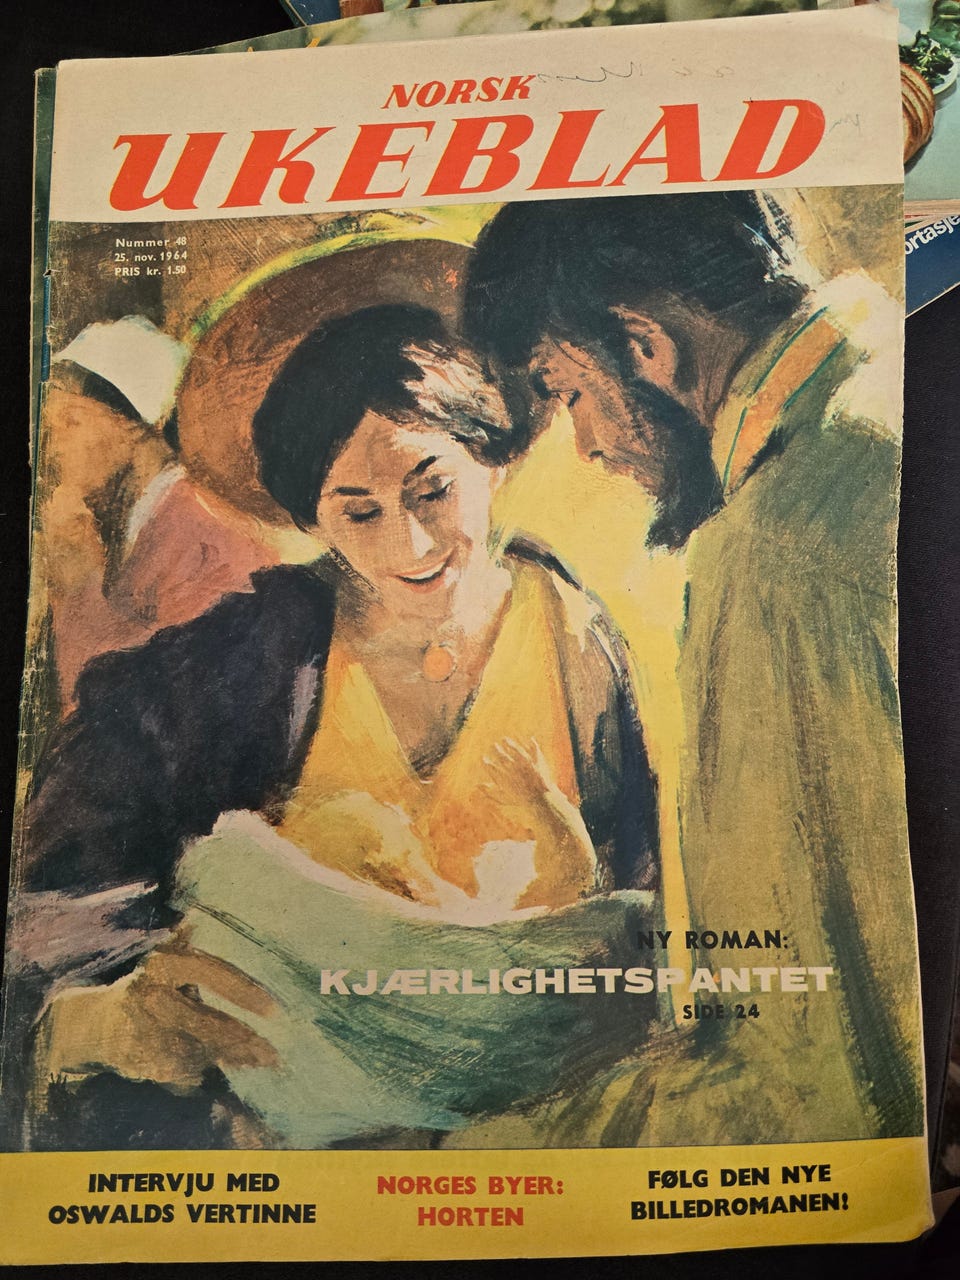 NORSK
UKEBLAD
Nummer 48
25. nov. 1964
PRIS kr. 1.50
ortasje
NY ROMAN:
KJÆRLIGHETSPANTET
SIDE 24
INTERVJU MED
OSWALDS VERTINNE
NORGES BYER:
HORTEN
FØLG DEN NYE
BILLEDROMANEN!